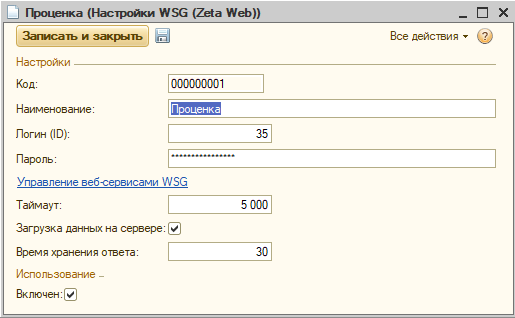 Проценка (Настройки WSG (Zeta Web))
Записать и закрыть Все действия ?
Настройки
Код: 000000001
Наименование: Проценка
Логин (ID): 35
Пароль: ****************
Управление веб-сервисами WSG
Таймаут: 5 000
Загрузка данных на сервере:
Время хранения ответа: 30
Использование
Включен: